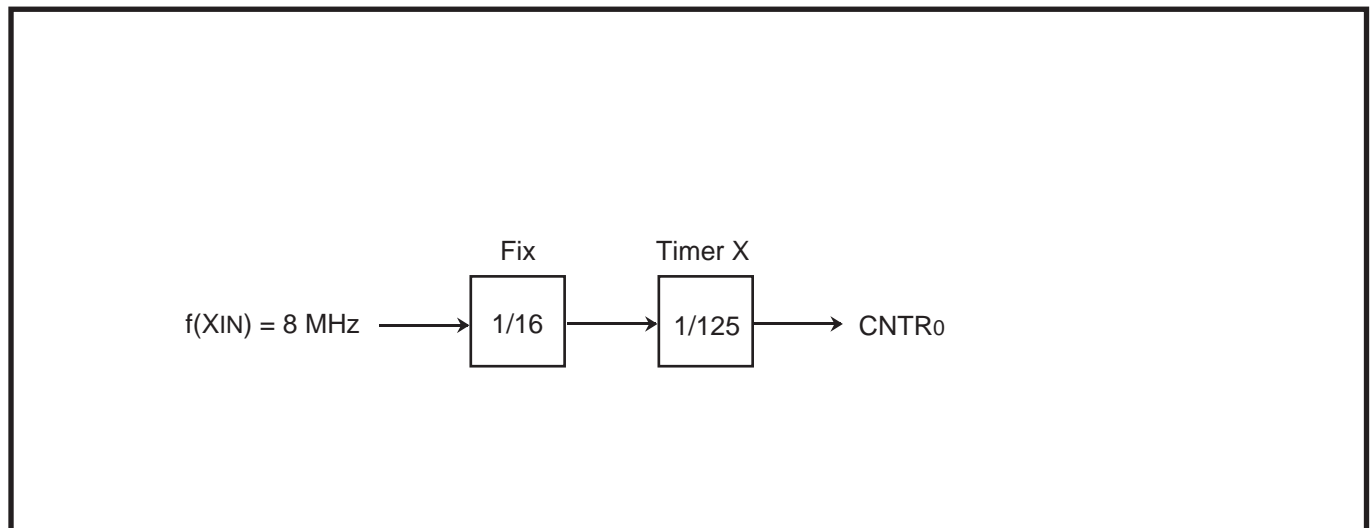 Fix Timer X
f(XIN) = 8 MHz 1/16 1/125 CNTR0